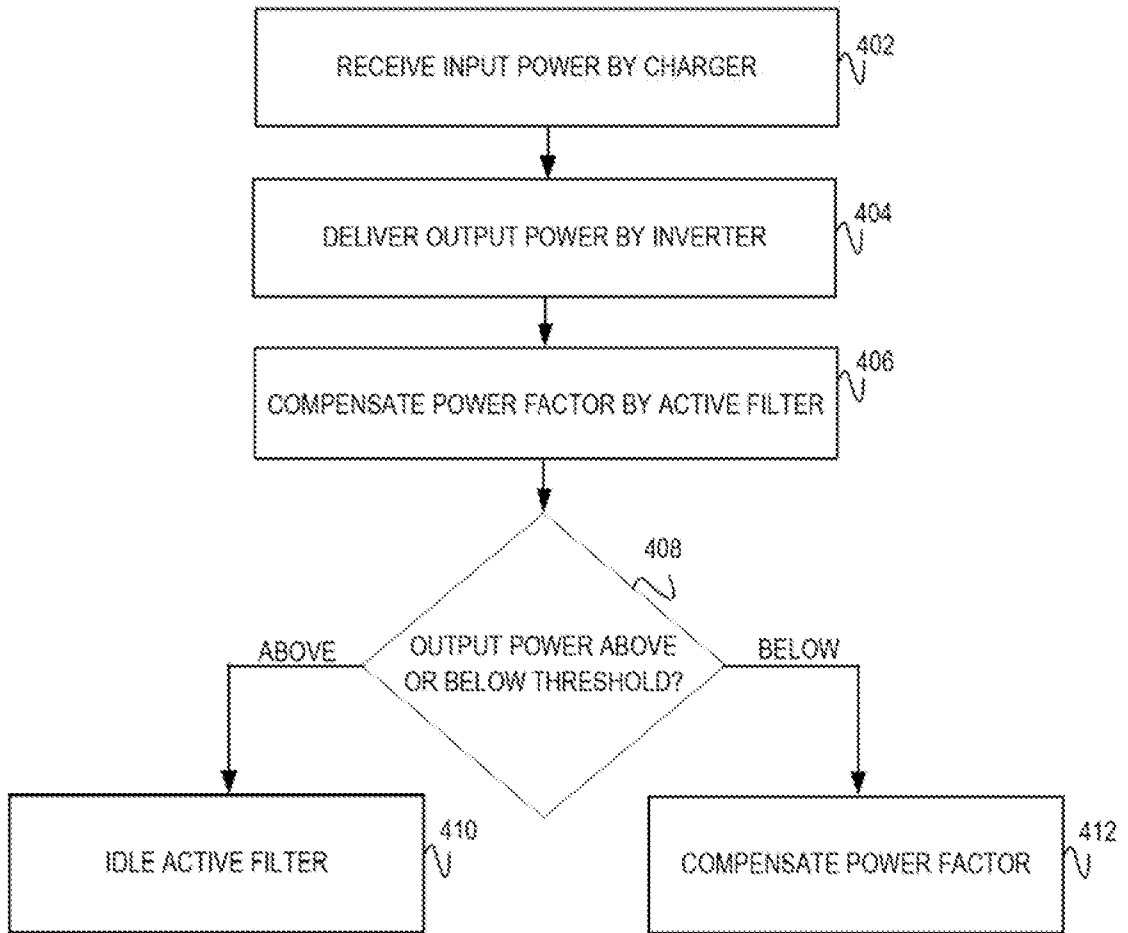 RECEIVE INPUT POWER BY CHARGER
402
DELIVER OUTPUT POWER BY INVERTER
404
COMPENSATE POWER FACTOR BY ACTIVE FILTER
406
408
OUTPUT POWER ABOVE
OR BELOW THRESHOLD?
ABOVE
BELOW
IDLE ACTIVE FILTER
410
COMPENSATE POWER FACTOR
412